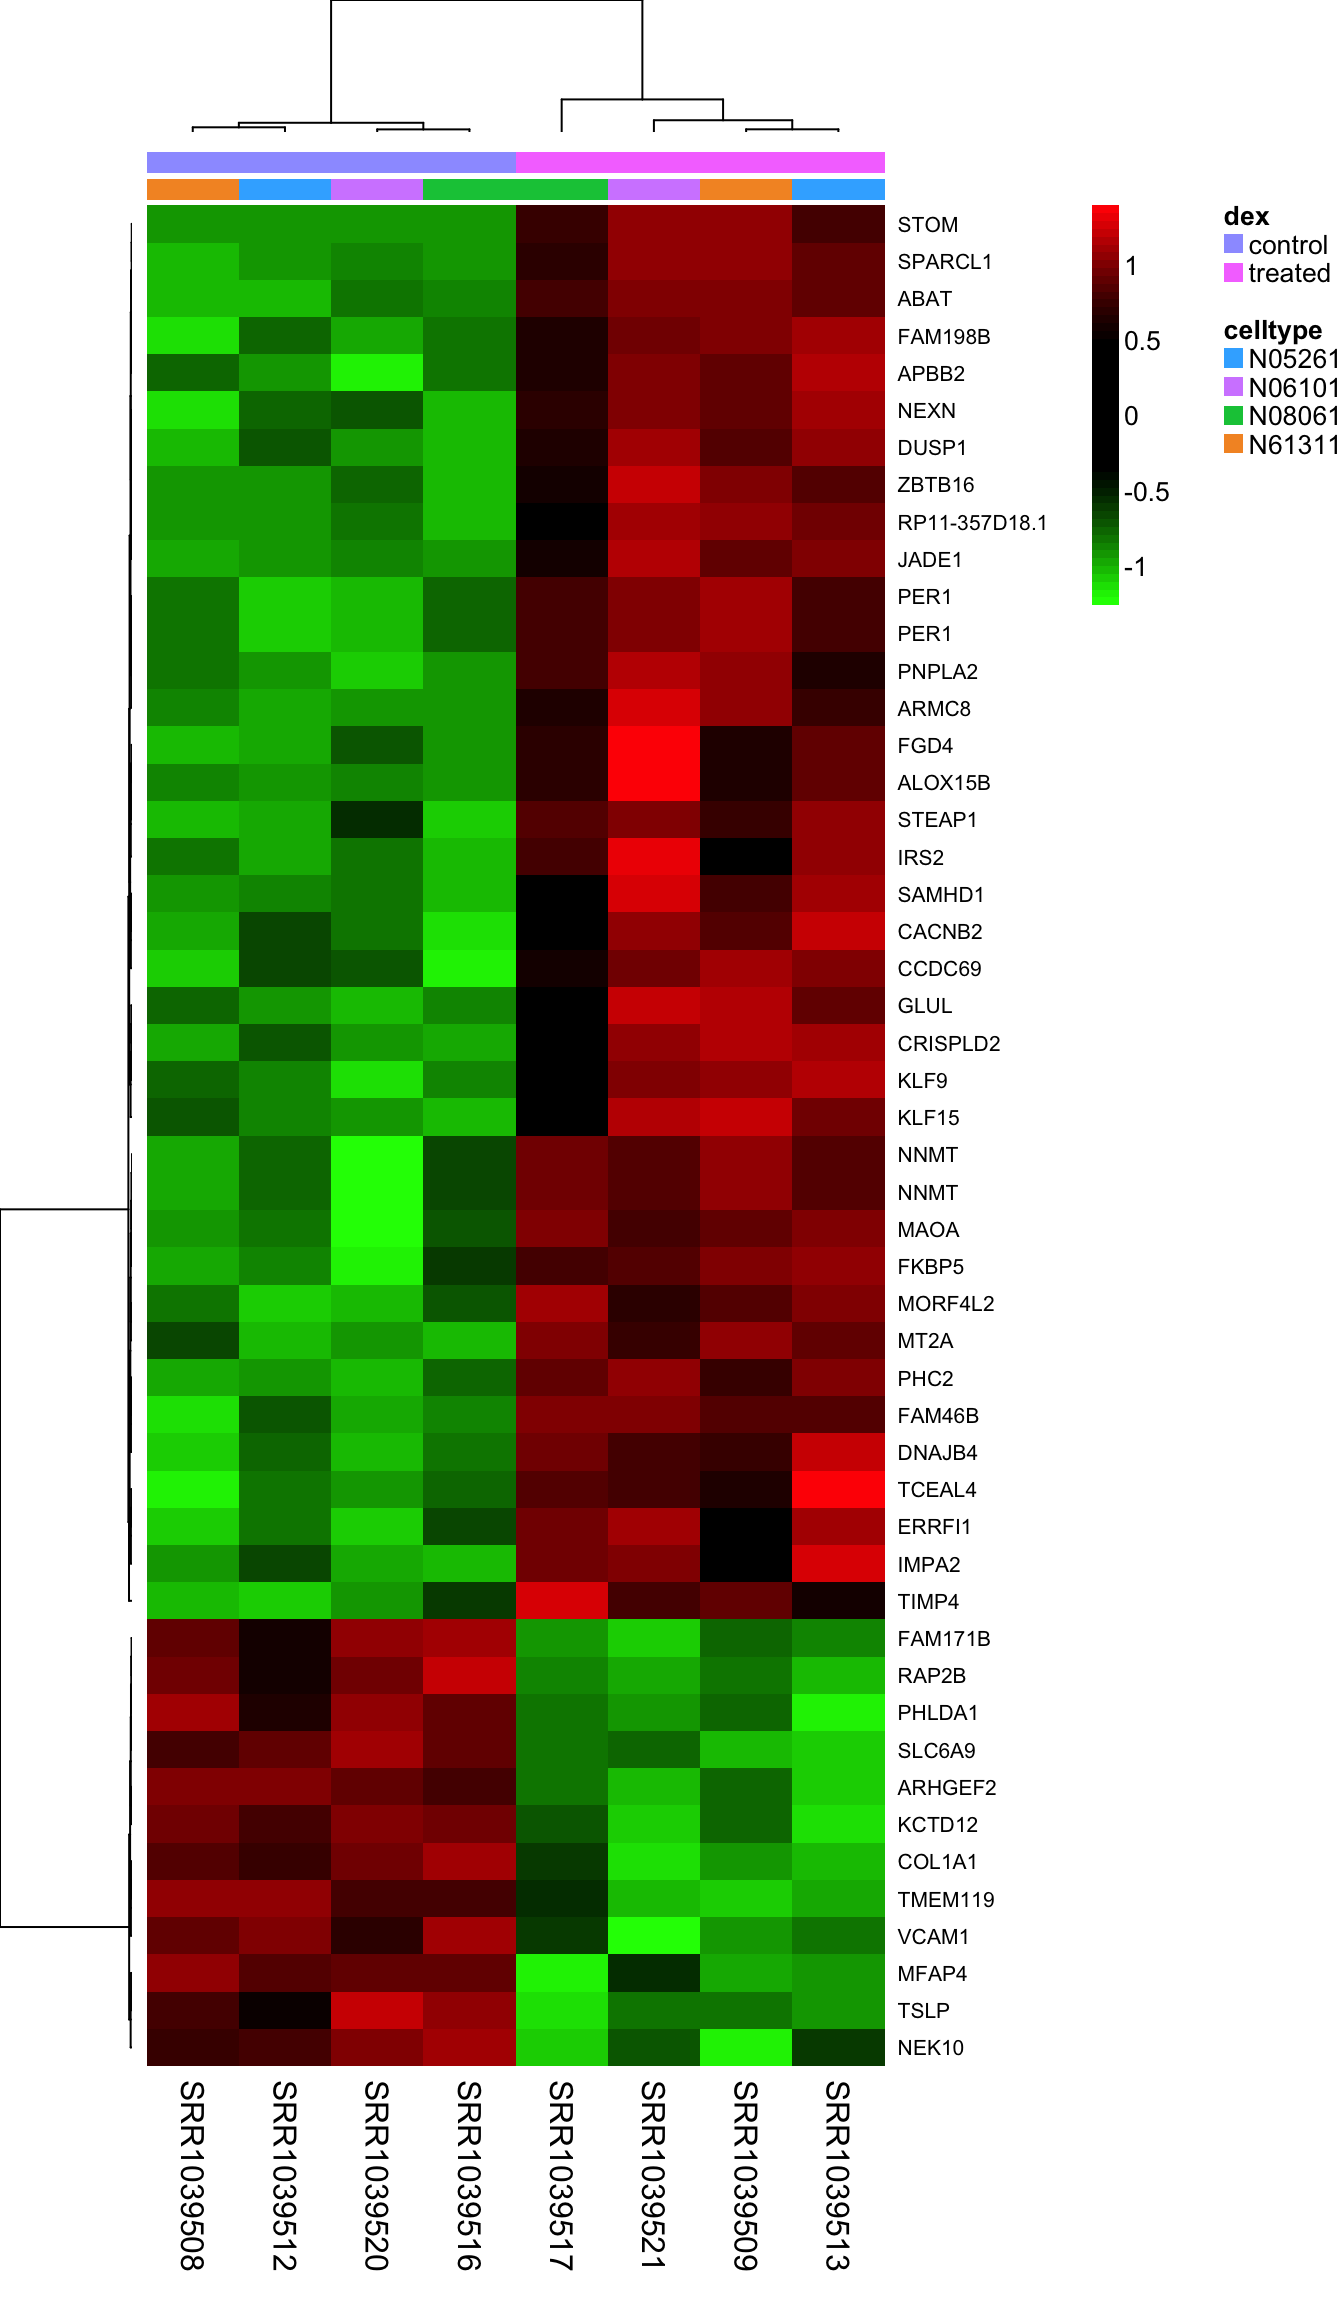 STOM
SPARCL1
ABAT
FAM198B
APBB2
NEXN
DUSP1
ZBTB16
RP11-357D18.1
JADE1
PER1
PER1
PNPLA2
ARMC8
FGD4
ALOX15B
STEAP1
IRS2
SAMHD1
CACNB2
CCDC69
GLUL
CRISPLD2
KLF9
KLF15
NNMT
NNMT
MAOA
FKBP5
MORF4L2
MT2A
PHC2
FAM46B
DNAJB4
TCEAL4
ERRFI1
IMPA2
TIMP4
FAM171B
RAP2B
PHLDA1
SLC6A9
ARHGEF2
KCTD12
COL1A1
TMEM119
VCAM1
MFAP4
TSLP
NEK10
SRR1039508
SRR1039512
SRR1039520
SRR1039516
SRR1039517
SRR1039521
SRR1039509
SRR1039513
1
0.5
0
-0.5
-1
dex
control
treated
celltype
N05261
N06101
N08061
N61311